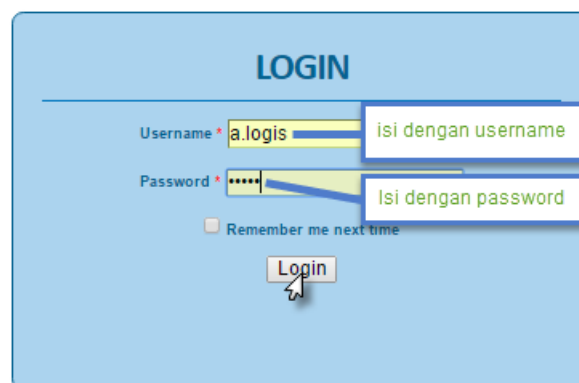 LOGIN
Username * a.logis
isi dengan username
Password * •••••
Isi dengan password
Remember me next time
Login